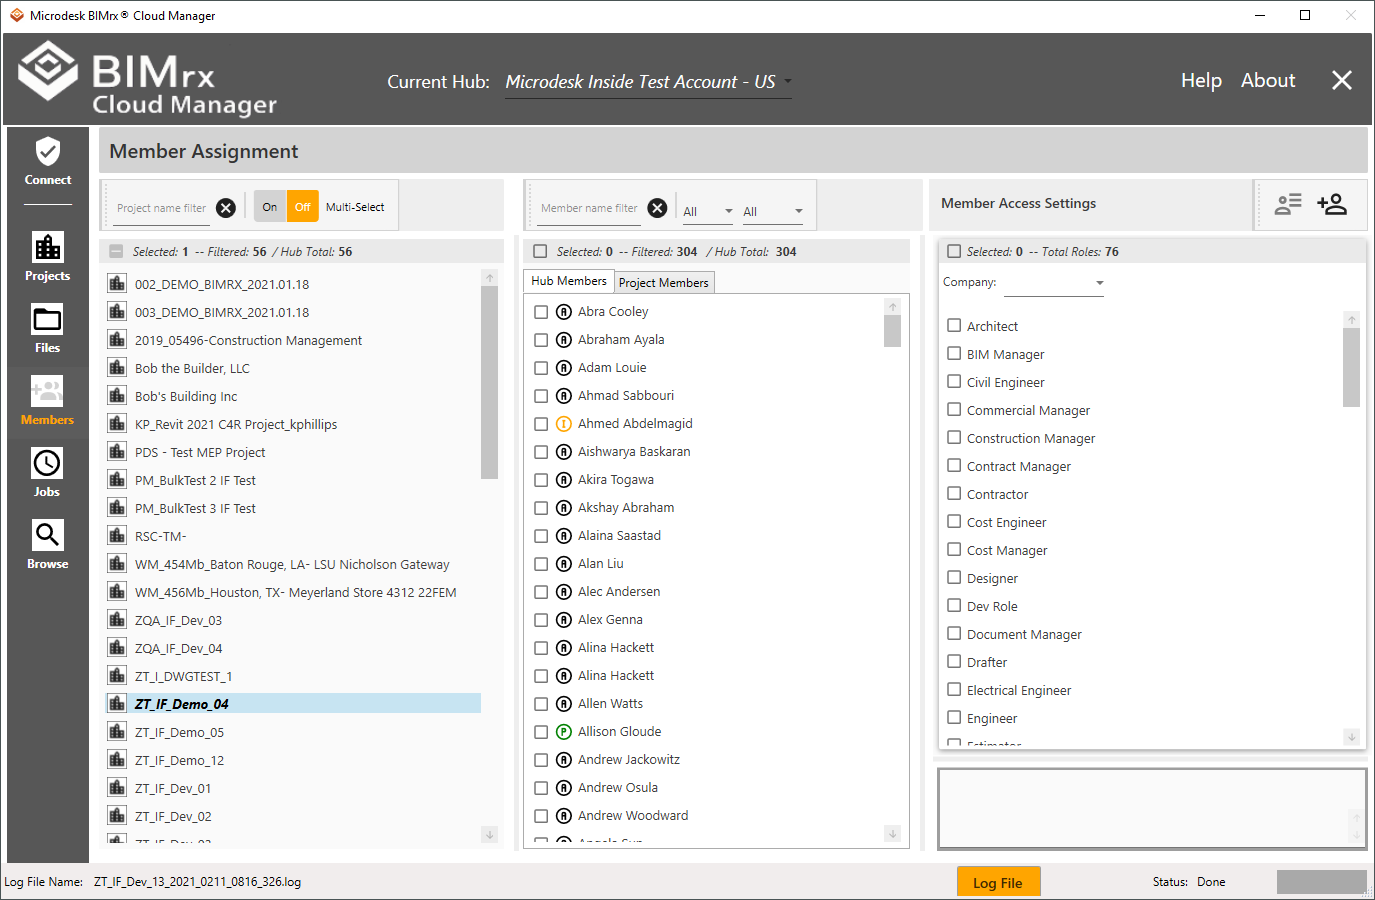 Microdesk BIMrx® Cloud Manager
BIMrx
Cloud Manager
Current Hub: Microdesk Inside Test Account - US
Help About
Member Assignment
Connect
Projects
Files
Members
Jobs
Browse
Project name filter
On Off Multi-Select
Selected: 1 -- Filtered: 56 / Hub Total: 56
002_DEMO_BIMRX_2021.01.18
003_DEMO_BIMRX_2021.01.18
2019_05496-Construction Management
Bob the Builder, LLC
Bob's Building Inc
KP_Revit 2021 C4R Project_kphillips
PDS - Test MEP Project
PM_BulkTest 2 IF Test
PM_BulkTest 3 IF Test
RSC-TM-
WM_454Mb_Baton Rouge, LA- LSU Nicholson Gateway
WM_456Mb_Houston, TX- Meyerland Store 4312 22FEM
ZQA_IF_Dev_03
ZQA_IF_Dev_04
ZT_I_DWGTEST_1
ZT_IF_Demo_04
ZT_IF_Demo_05
ZT_IF_Demo_12
ZT_IF_Dev_01
ZT_IF_Dev_02
Member name filter
All All
Selected: 0 -- Filtered: 304 / Hub Total: 304
Hub Members Project Members
A Abra Cooley
A Abraham Ayala
A Adam Louie
A Ahmad Sabbouri
I Ahmed Abdelmagid
A Aishwarya Baskaran
A Akira Togawa
A Akshay Abraham
A Alaina Saastad
A Alan Liu
A Alec Andersen
A Alex Genna
A Alina Hackett
A Alina Hackett
A Allen Watts
P Allison Gloude
A Andrew Jackowitz
A Andrew Osula
A Andrew Woodward
Member Access Settings
Selected: 0 -- Total Roles: 76
Company:
Architect
BIM Manager
Civil Engineer
Commercial Manager
Construction Manager
Contract Manager
Contractor
Cost Engineer
Cost Manager
Designer
Dev Role
Document Manager
Drafter
Electrical Engineer
Engineer
Log File Name: ZT_IF_Dev_13_2021_0211_0816_326.log
Log File
Status: Done